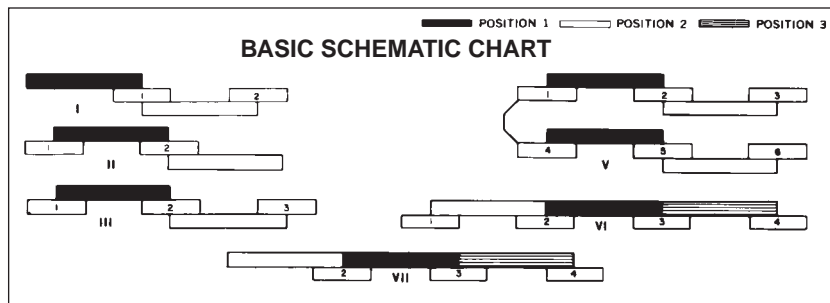 POSITION 1 POSITION 2 POSITION 3
BASIC SCHEMATIC CHART
1 2
I
1 2
II
1 2 3
III
1 2 3
4 5 6
V
1 2 3 4
VI
2 3 4
VII